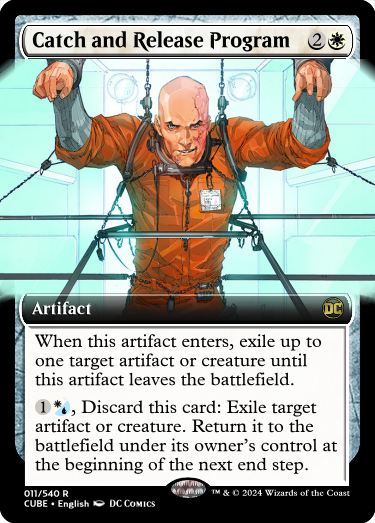 Catch and Release Program 2
Artifact DC
When this artifact enters, exile up to
one target artifact or creature until
this artifact leaves the battlefield.
1, Discard this card: Exile target
artifact or creature. Return it to the
battlefield under its owner's control at
the beginning of the next end step.
011/540 R
CUBE • English DC COMICS
™ & © 2024 Wizards of the Coast